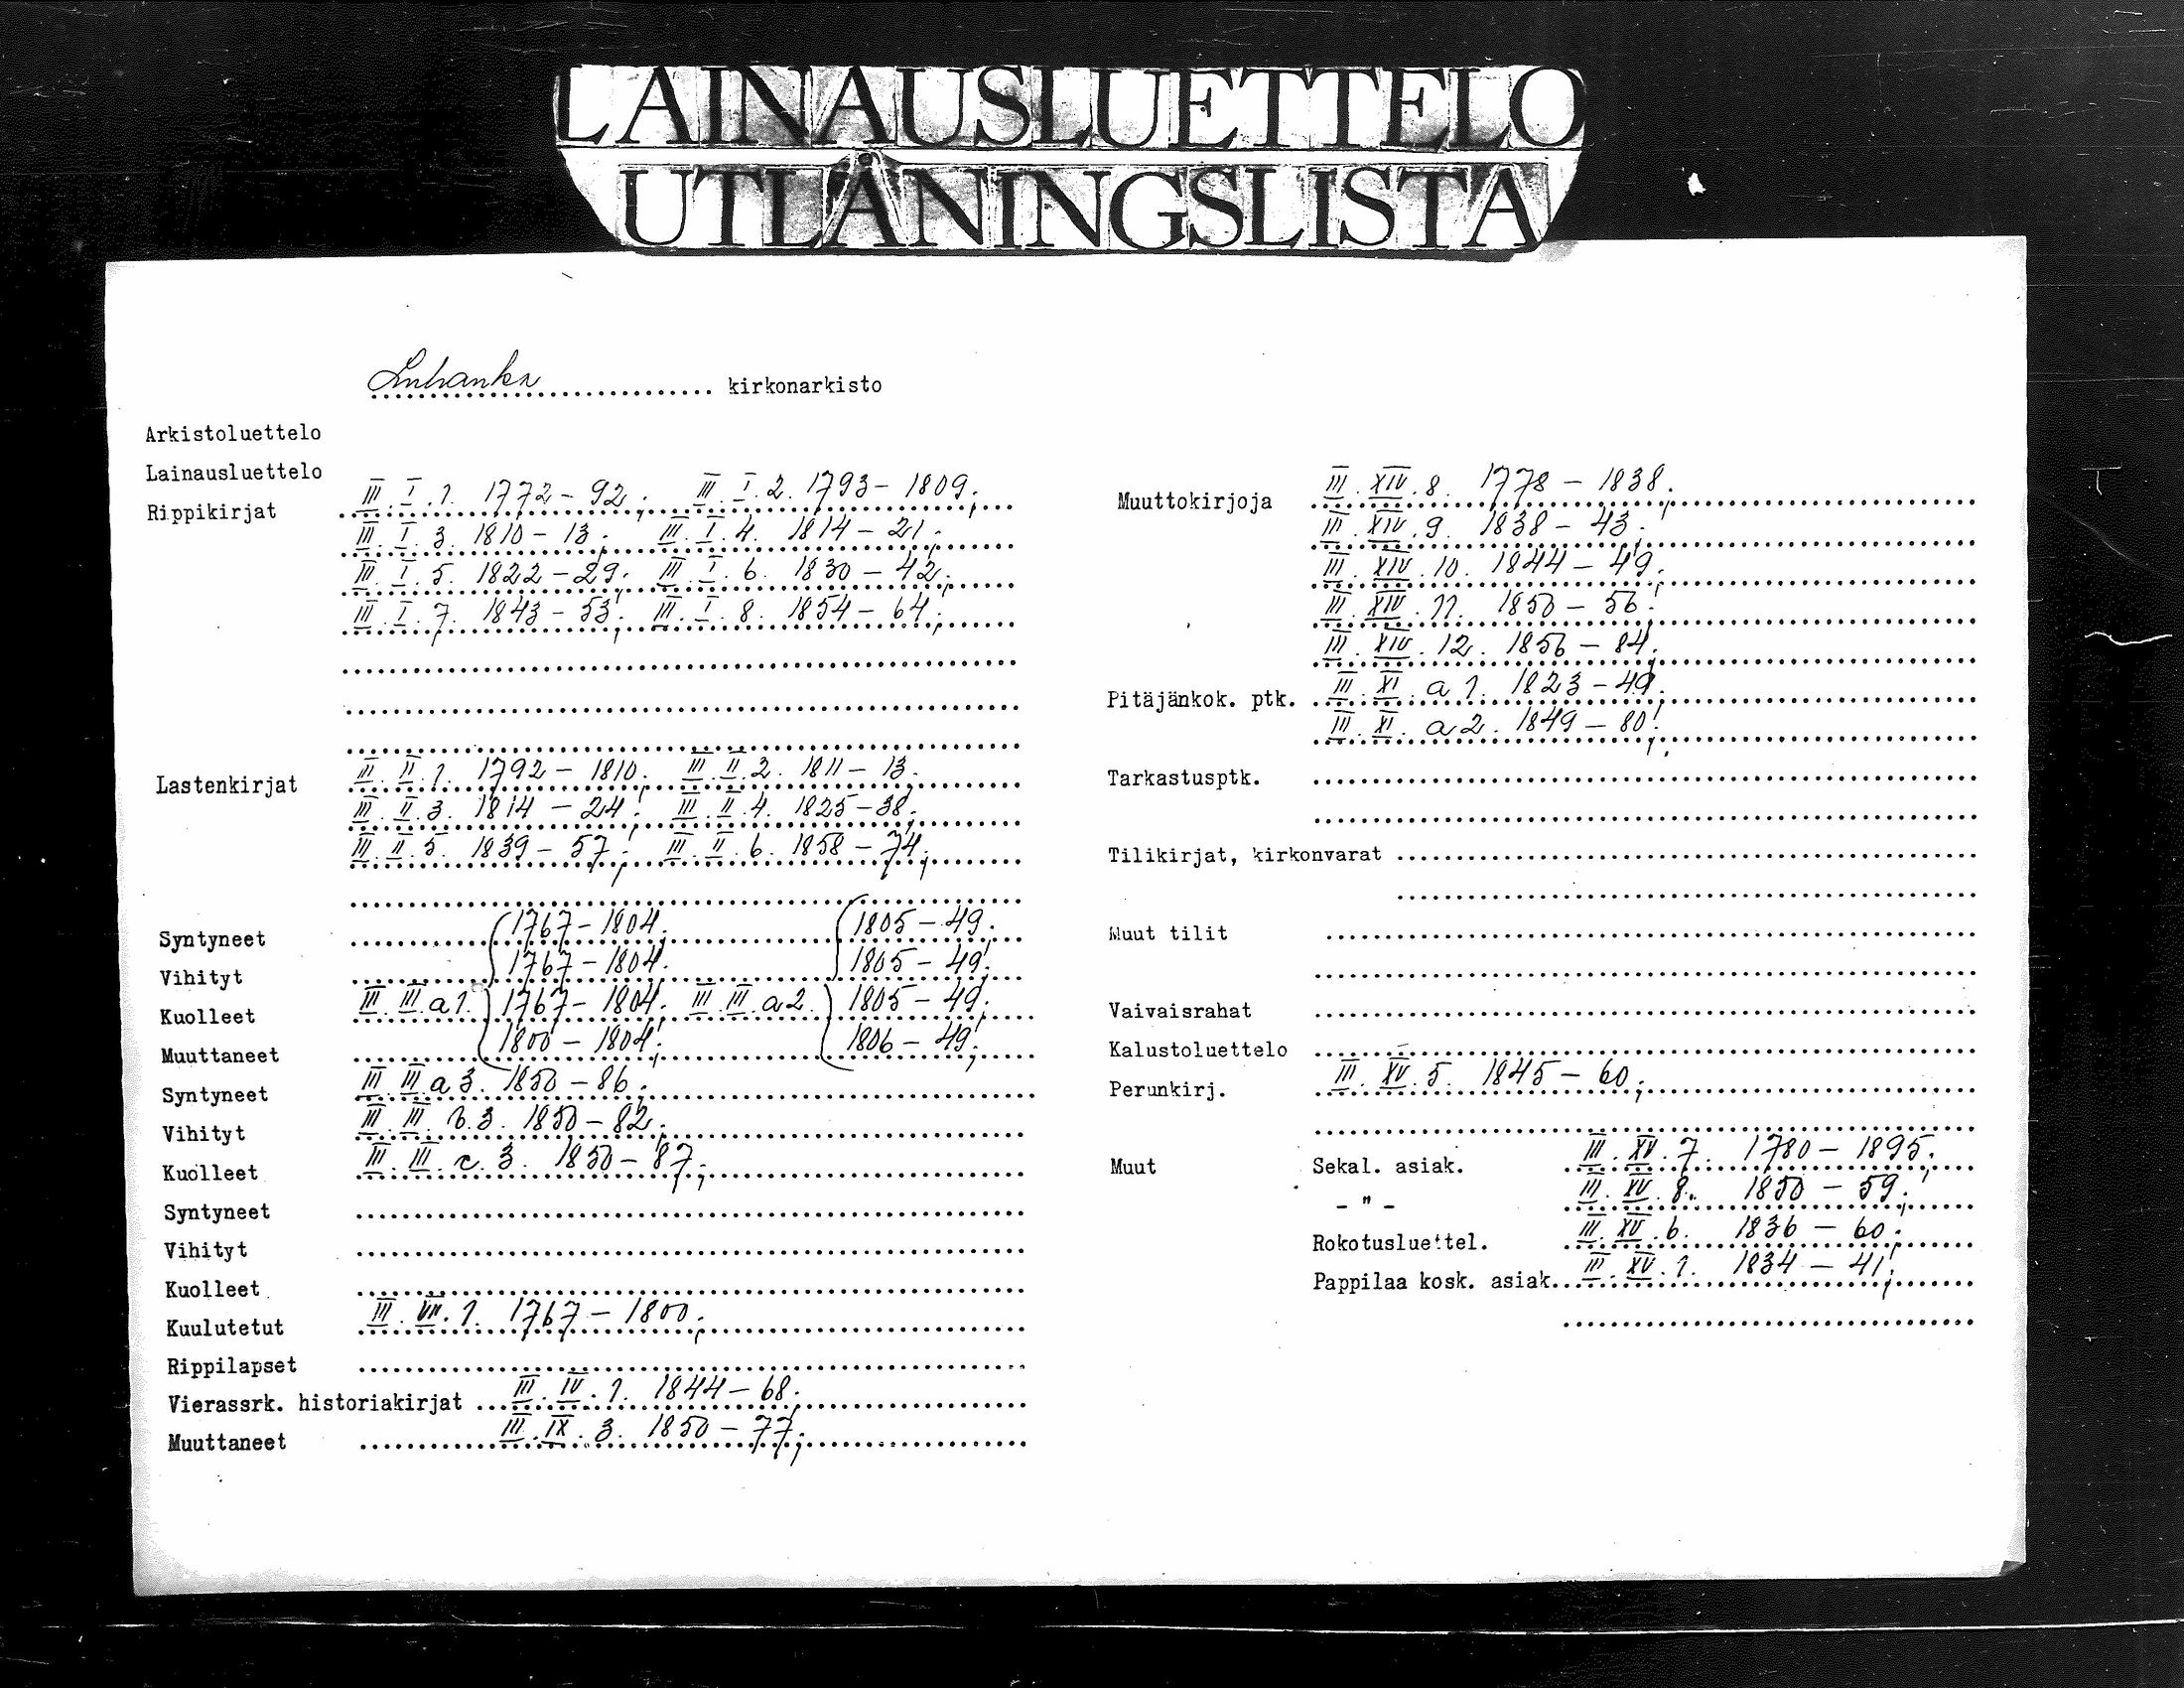 LAINAUSLUETTELO
UTLÅNINGSLISTA
Luhanka kirkonarkisto
Arkistoluettelo
Lainausluettelo
Rippikirjat III. I. 1. 1772-92; III. I. 2. 1793-1809;
III. I. 3. 1810-13; III. I. 4. 1814-21;
III. I. 5. 1822-29; III. I. 6. 1830-42;
III. I. 7. 1843-53; III. I. 8. 1854-64;
Lastenkirjat III. II. 1. 1792-1810; III. II. 2. 1811-13;
III. II. 3. 1814-24; III. II. 4. 1825-38;
III. II. 5. 1839-57; III. II. 6. 1858-74;
Syntyneet 1767-1804; 1805-49;
Vihityt 1767-1804; 1805-49;
Kuolleet III. III. a 1. 1767-1804; III. III. a 2. 1805-49;
Muuttaneet 1800-1804; 1806-49;
Syntyneet III. III a 3. 1850-86;
Vihityt III. III. b. 3. 1850-82;
Kuolleet III. III. c. 3. 1850-87;
Syntyneet
Vihityt
Kuolleet
Kuulutetut III. VII. 1. 1767-1800;
Rippilapset
Vierassrk. historiakirjat III. IV. 1. 1844-68;
Muuttaneet III. IX. 3. 1850-77;
Muuttokirjoja III. XIV. 8. 1778-1838;
III. XIV. 9. 1838-43;
III. XIV. 10. 1844-49;
III. XIV. 11. 1850-56;
III. XIV. 12. 1856-84;
Pitäjänkok. ptk. III. XI. a 1. 1823-49;
III. XI. a 2. 1849-80;
Tarkastusptk.
Tilikirjat, kirkonvarat
Muut tilit
Vaivaisrahat
Kalustoluettelo
Perunkirj. III. XV. 5. 1845-60;
Muut Sekal. asiak. III. XV. 7. 1780-1895;
- " - III. XV. 8. 1850-59;
Rokotusluettel. III. XV. 6. 1836-60;
Pappilaa kosk. asiak. III. XV. 1. 1834-41;